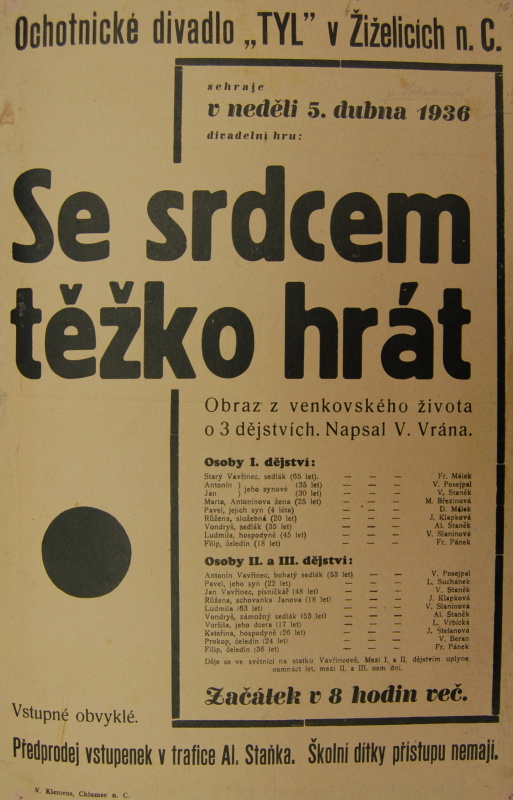 Ochotnické divadlo „TYL” v Žiželicích n. C.
sehraje
v neděli 5. dubna 1936
divadelní hru:
Se srdcem
těžko hrát
Obraz z venkovského života
o 3 dějstvích. Napsal V. Vrána.
Osoby I. dějství:
Starý Vavřinec, sedlák (65 let). — — — Fr. Málek
Antonín } jeho synové (35 let) — — — V. Posejpal
Jan } (30 let) — — — V. Staněk
Marta, Antonínova žena (25 let) — — — M. Březinová
Pavel, jejich syn (4 léta) — — — D. Málek
Růžena, služebná (20 let) — — — J. Klapková
Vondryš, sedlák (35 let) — — — Al. Staněk
Ludmila, hospodyně (45 let) — — — V. Slaninová
Filip, čeledín (18 let) — — — Fr. Pánek
Osoby II. a III. dějství:
Antonín Vavřinec, bohatý sedlák (53 let) — — V. Posejpal
Pavel, jeho syn (22 let) — — — L. Suchánek
Jan Vavřinec, písničkář (48 let) — — — V. Staněk
Růžena, schovanka Janova (18 let) — — — J. Klapková
Ludmila (63 let) — — — V. Slaninová
Vondryš, zámožný sedlák (53 let) — — — Al. Staněk
Voršila, jeho dcera (17 let) — — — L. Vrbická
Kateřina, hospodyně (26 let) — — — J. Štefanová
Prokop, čeledín (24 let) — — — V. Beran
Filip, čeledín (36 let) — — — Fr. Pánek
Děje se ve světnici na statku Vavřincově. Mezi I. a II. dějstvím uplyne
osmnáct let, mezi II. a III. osm dní.
Začátek v 8 hodin več.
Vstupné obvyklé.
Předprodej vstupenek v trafice Al. Staňka. Školní dítky přístupu nemají.
V. Klemens, Chlumec n. C.